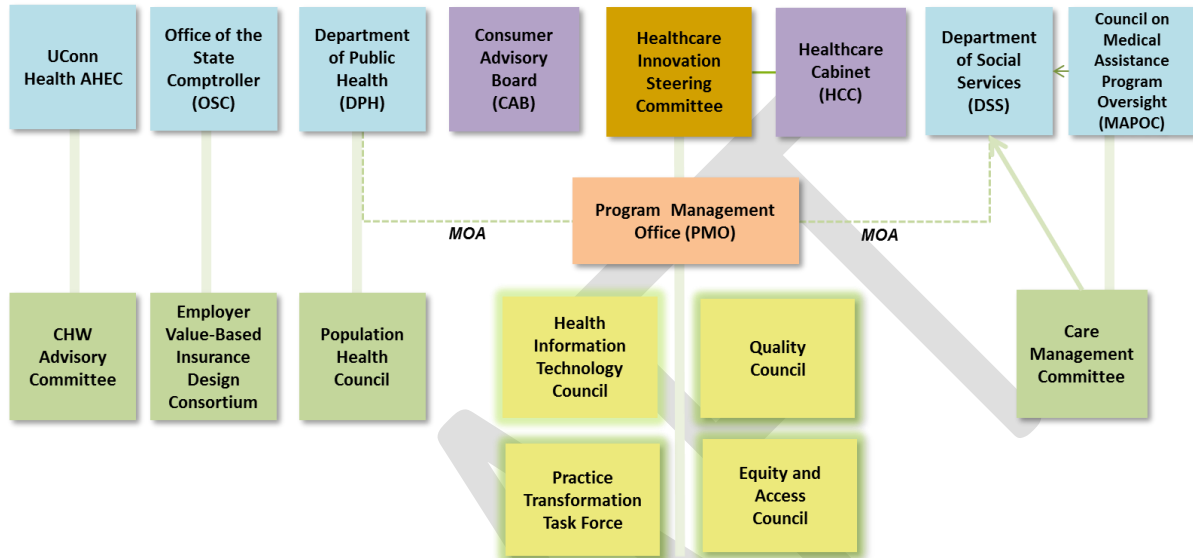 UConn
Health AHEC
Office of the
State
Comptroller
(OSC)
Department
of Public
Health
(DPH)
Consumer
Advisory
Board
(CAB)
Healthcare
Innovation
Steering
Committee
Healthcare
Cabinet
(HCC)
Department
of Social
Services
(DSS)
Council on
Medical
Assistance
Program
Oversight
(MAPOC)
Program Management
Office (PMO)
MOA
MOA
CHW
Advisory
Committee
Employer
Value-Based
Insurance
Design
Consortium
Population
Health
Council
Health
Information
Technology
Council
Quality
Council
Care
Management
Committee
Practice
Transformation
Task Force
Equity and
Access
Council